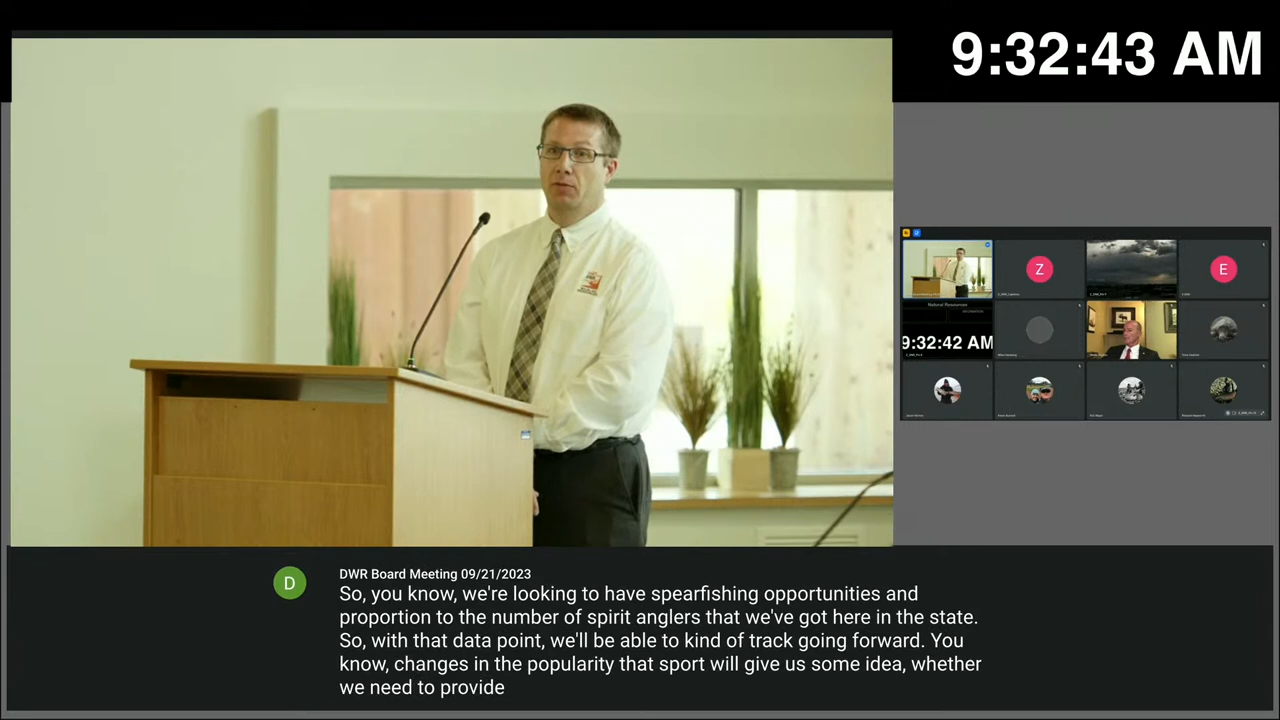 9:32:43 AM
Z
E
Natural Resources
9:32:42 AM
D
DWR Board Meeting 09/21/2023
So, you know, we're looking to have spearfishing opportunities and
proportion to the number of spirit anglers that we've got here in the state.
So, with that data point, we'll be able to kind of track going forward. You
know, changes in the popularity that sport will give us some idea, whether
we need to provide